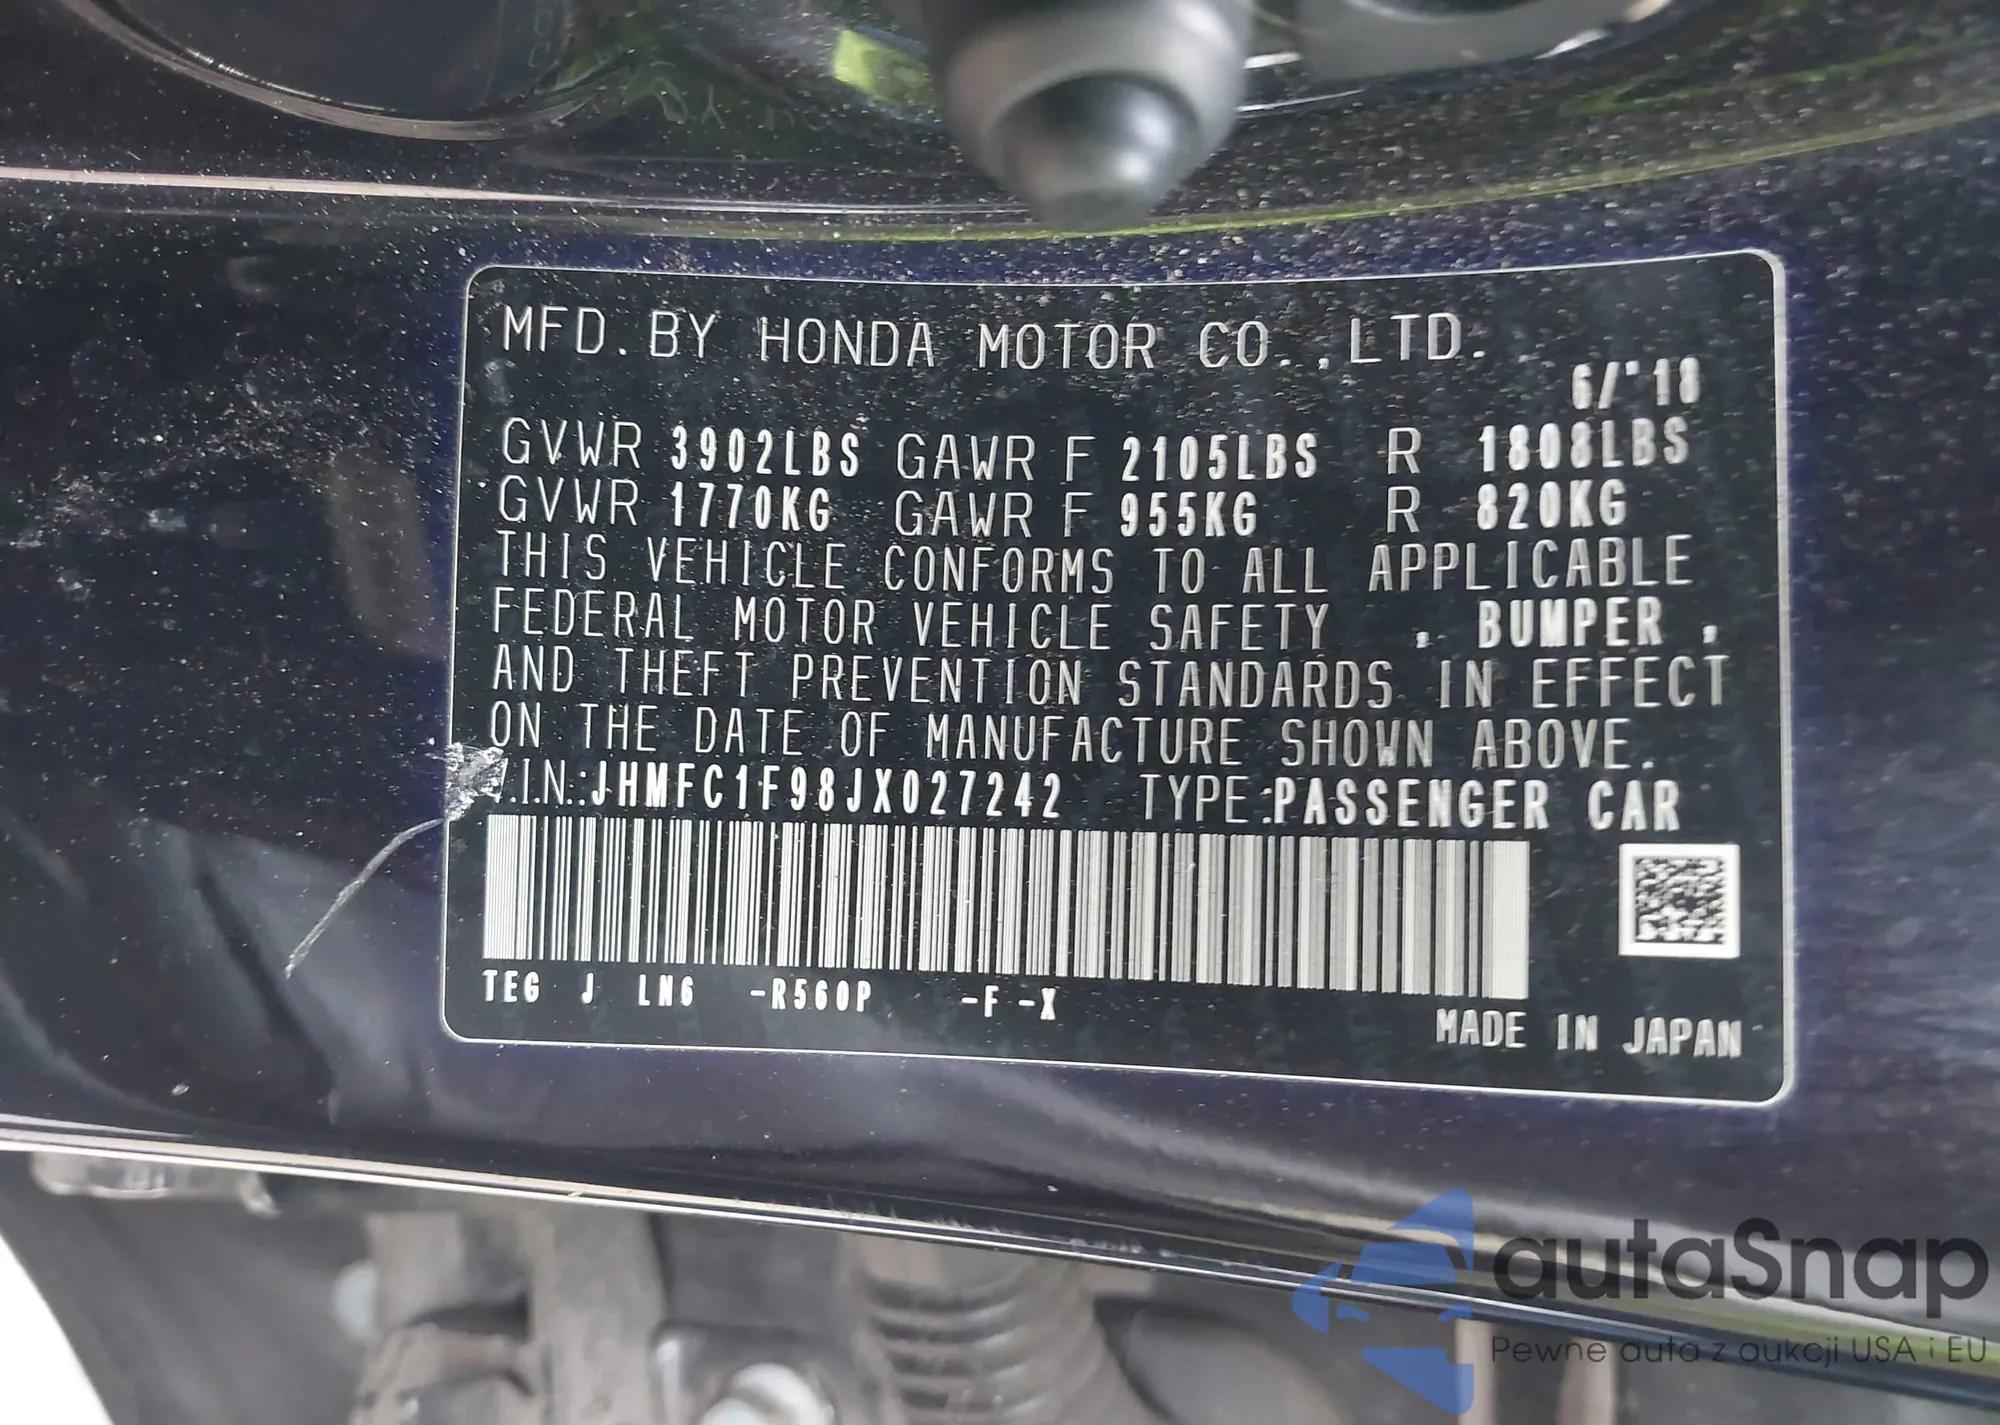 MFD. BY HONDA MOTOR CO., LTD.
6/'18
GVWR 3902LBS GAWR F 2105LBS R 1808LBS
GVWR 1770KG GAWR F 955KG R 820KG
THIS VEHICLE CONFORMS TO ALL APPLICABLE
FEDERAL MOTOR VEHICLE SAFETY , BUMPER ,
AND THEFT PREVENTION STANDARDS IN EFFECT
ON THE DATE OF MANUFACTURE SHOWN ABOVE.
V.I.N.:JHMFC1F98JX027242 TYPE:PASSENGER CAR
TEG J LN6 -R560P -F -X
MADE IN JAPAN
autaSnap
Pewne auta z aukcji USA i EU